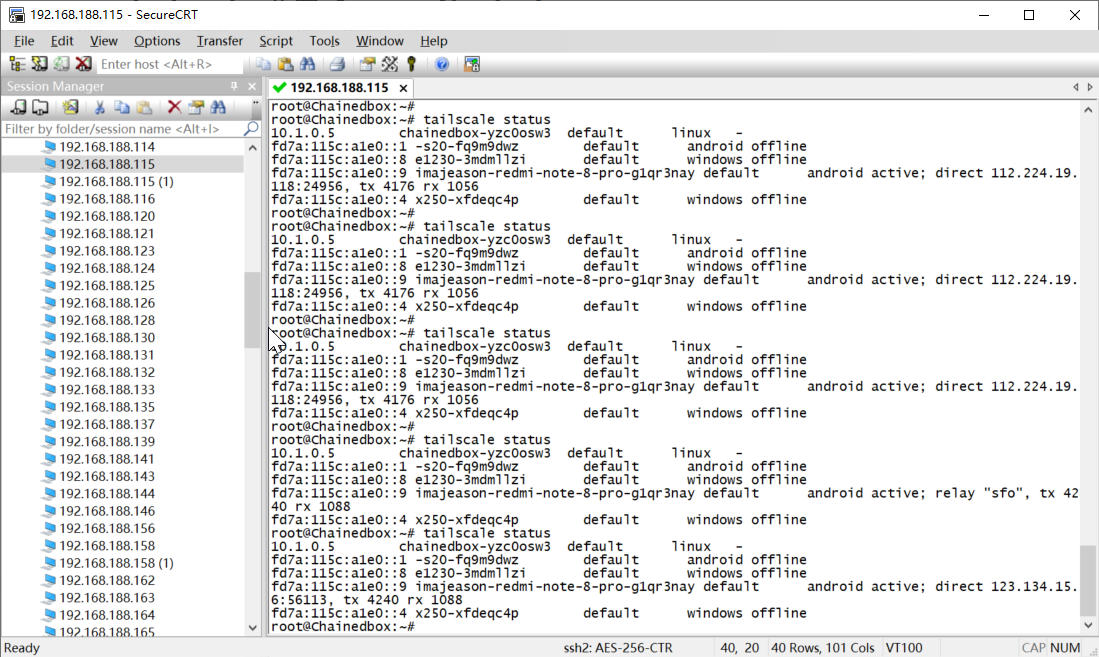 192.168.188.115 - SecureCRT
File Edit View Options Transfer Script Tools Window Help
Enter host <Alt+R>
Session Manager
192.168.188.115
Filter by folder/session name <Alt+I>
192.168.188.114
192.168.188.115
192.168.188.115 (1)
192.168.188.116
192.168.188.120
192.168.188.121
192.168.188.123
192.168.188.124
192.168.188.125
192.168.188.126
192.168.188.128
192.168.188.130
192.168.188.131
192.168.188.132
192.168.188.133
192.168.188.135
192.168.188.137
192.168.188.139
192.168.188.141
192.168.188.143
192.168.188.144
192.168.188.146
192.168.188.156
192.168.188.158
192.168.188.158 (1)
192.168.188.162
192.168.188.163
192.168.188.164
192.168.188.165
root@Chainedbox:~#
root@Chainedbox:~# tailscale status
10.1.0.5 chainedbox-yzc0osw3 default linux -
fd7a:115c:a1e0::1 -s20-fq9m9dwz default android offline
fd7a:115c:a1e0::8 e1230-3mdmllzi default windows offline
fd7a:115c:a1e0::9 imajeason-redmi-note-8-pro-g1qr3nay default android active; direct 112.224.19.
118:24956, tx 4176 rx 1056
fd7a:115c:a1e0::4 x250-xfdeqc4p default windows offline
root@Chainedbox:~#
root@Chainedbox:~# tailscale status
10.1.0.5 chainedbox-yzc0osw3 default linux -
fd7a:115c:a1e0::1 -s20-fq9m9dwz default android offline
fd7a:115c:a1e0::8 e1230-3mdmllzi default windows offline
fd7a:115c:a1e0::9 imajeason-redmi-note-8-pro-g1qr3nay default android active; direct 112.224.19.
118:24956, tx 4176 rx 1056
fd7a:115c:a1e0::4 x250-xfdeqc4p default windows offline
root@Chainedbox:~#
root@Chainedbox:~# tailscale status
10.1.0.5 chainedbox-yzc0osw3 default linux -
fd7a:115c:a1e0::1 -s20-fq9m9dwz default android offline
fd7a:115c:a1e0::8 e1230-3mdmllzi default windows offline
fd7a:115c:a1e0::9 imajeason-redmi-note-8-pro-g1qr3nay default android active; direct 112.224.19.
118:24956, tx 4176 rx 1056
fd7a:115c:a1e0::4 x250-xfdeqc4p default windows offline
root@Chainedbox:~#
root@Chainedbox:~# tailscale status
10.1.0.5 chainedbox-yzc0osw3 default linux -
fd7a:115c:a1e0::1 -s20-fq9m9dwz default android offline
fd7a:115c:a1e0::8 e1230-3mdmllzi default windows offline
fd7a:115c:a1e0::9 imajeason-redmi-note-8-pro-g1qr3nay default android active; relay "sfo", tx 42
40 rx 1088
fd7a:115c:a1e0::4 x250-xfdeqc4p default windows offline
root@Chainedbox:~# tailscale status
10.1.0.5 chainedbox-yzc0osw3 default linux -
fd7a:115c:a1e0::1 -s20-fq9m9dwz default android offline
fd7a:115c:a1e0::8 e1230-3mdmllzi default windows offline
fd7a:115c:a1e0::9 imajeason-redmi-note-8-pro-g1qr3nay default android active; direct 123.134.15.
6:56113, tx 4240 rx 1088
fd7a:115c:a1e0::4 x250-xfdeqc4p default windows offline
root@Chainedbox:~#
Ready ssh2: AES-256-CTR 40, 20 40 Rows, 101 Cols VT100 CAP NUM